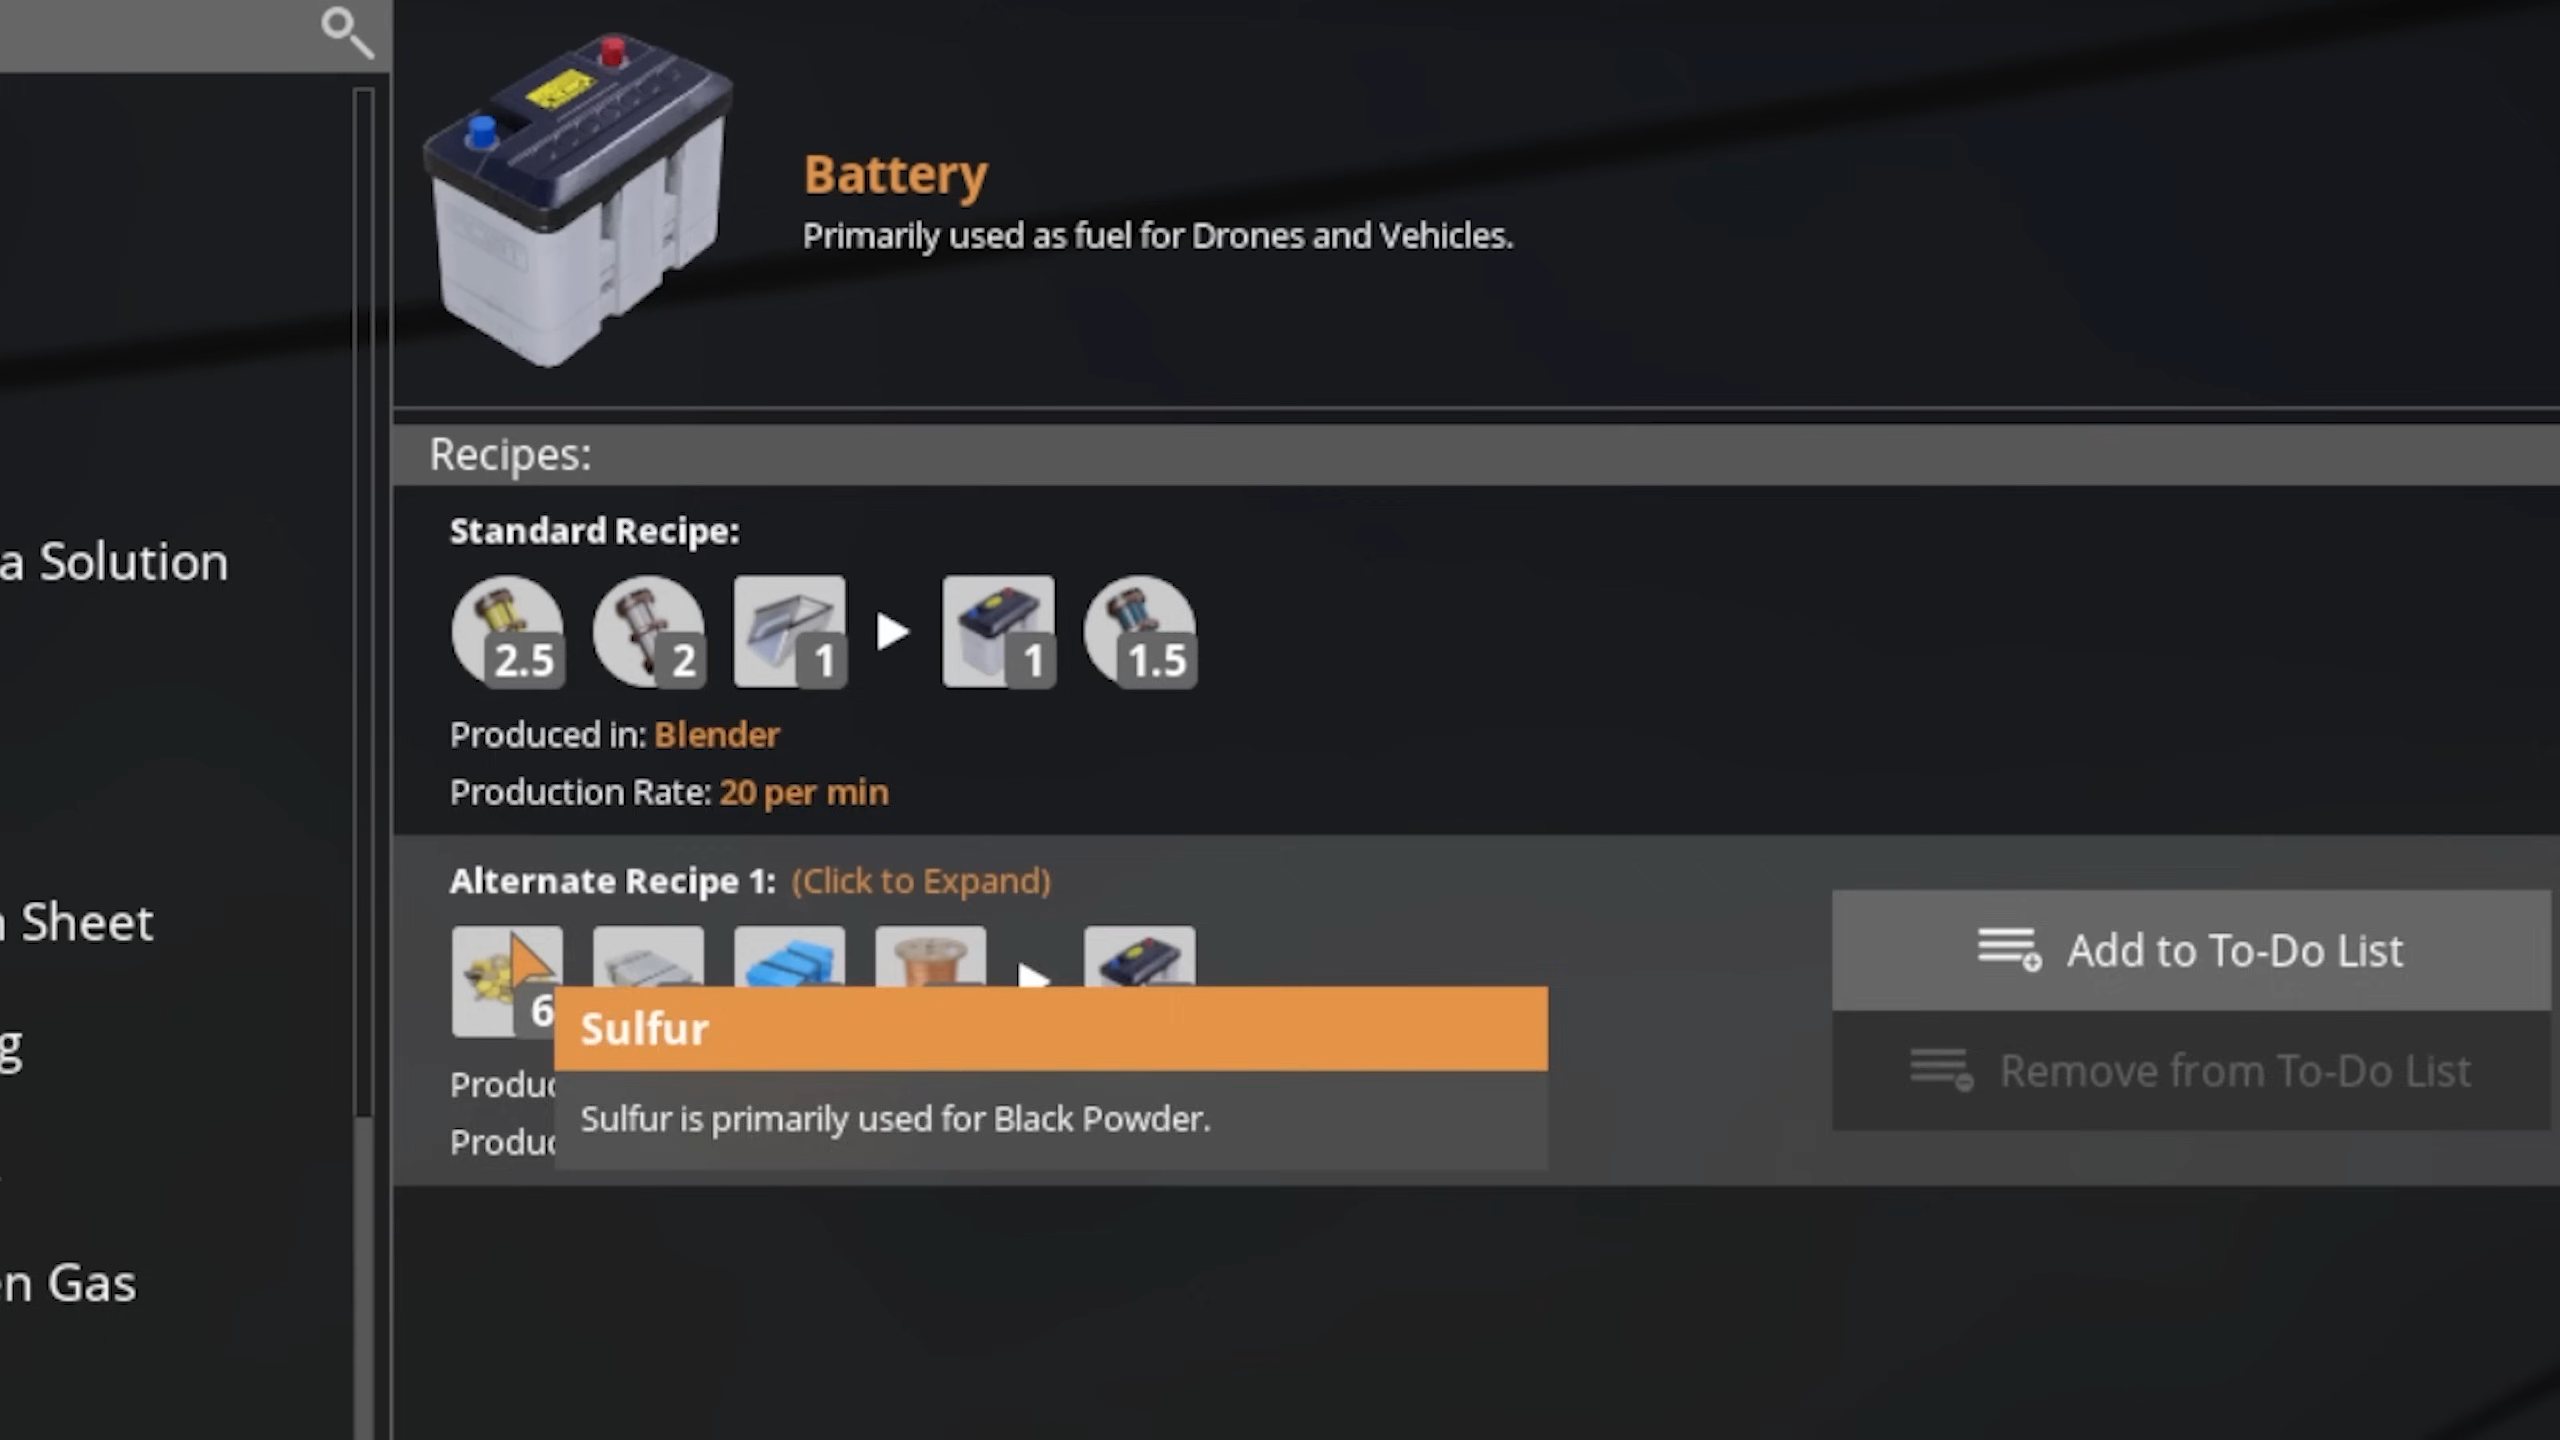 Battery
Primarily used as fuel for Drones and Vehicles.
Recipes:
Standard Recipe:
2.5 2 1 1 1.5
Produced in: Blender
Production Rate: 20 per min
Alternate Recipe 1: (Click to Expand)
6
Sulfur
Sulfur is primarily used for Black Powder.
Produc
Produc
Add to To-Do List
Remove from To-Do List
a Solution
Sheet
g
n Gas